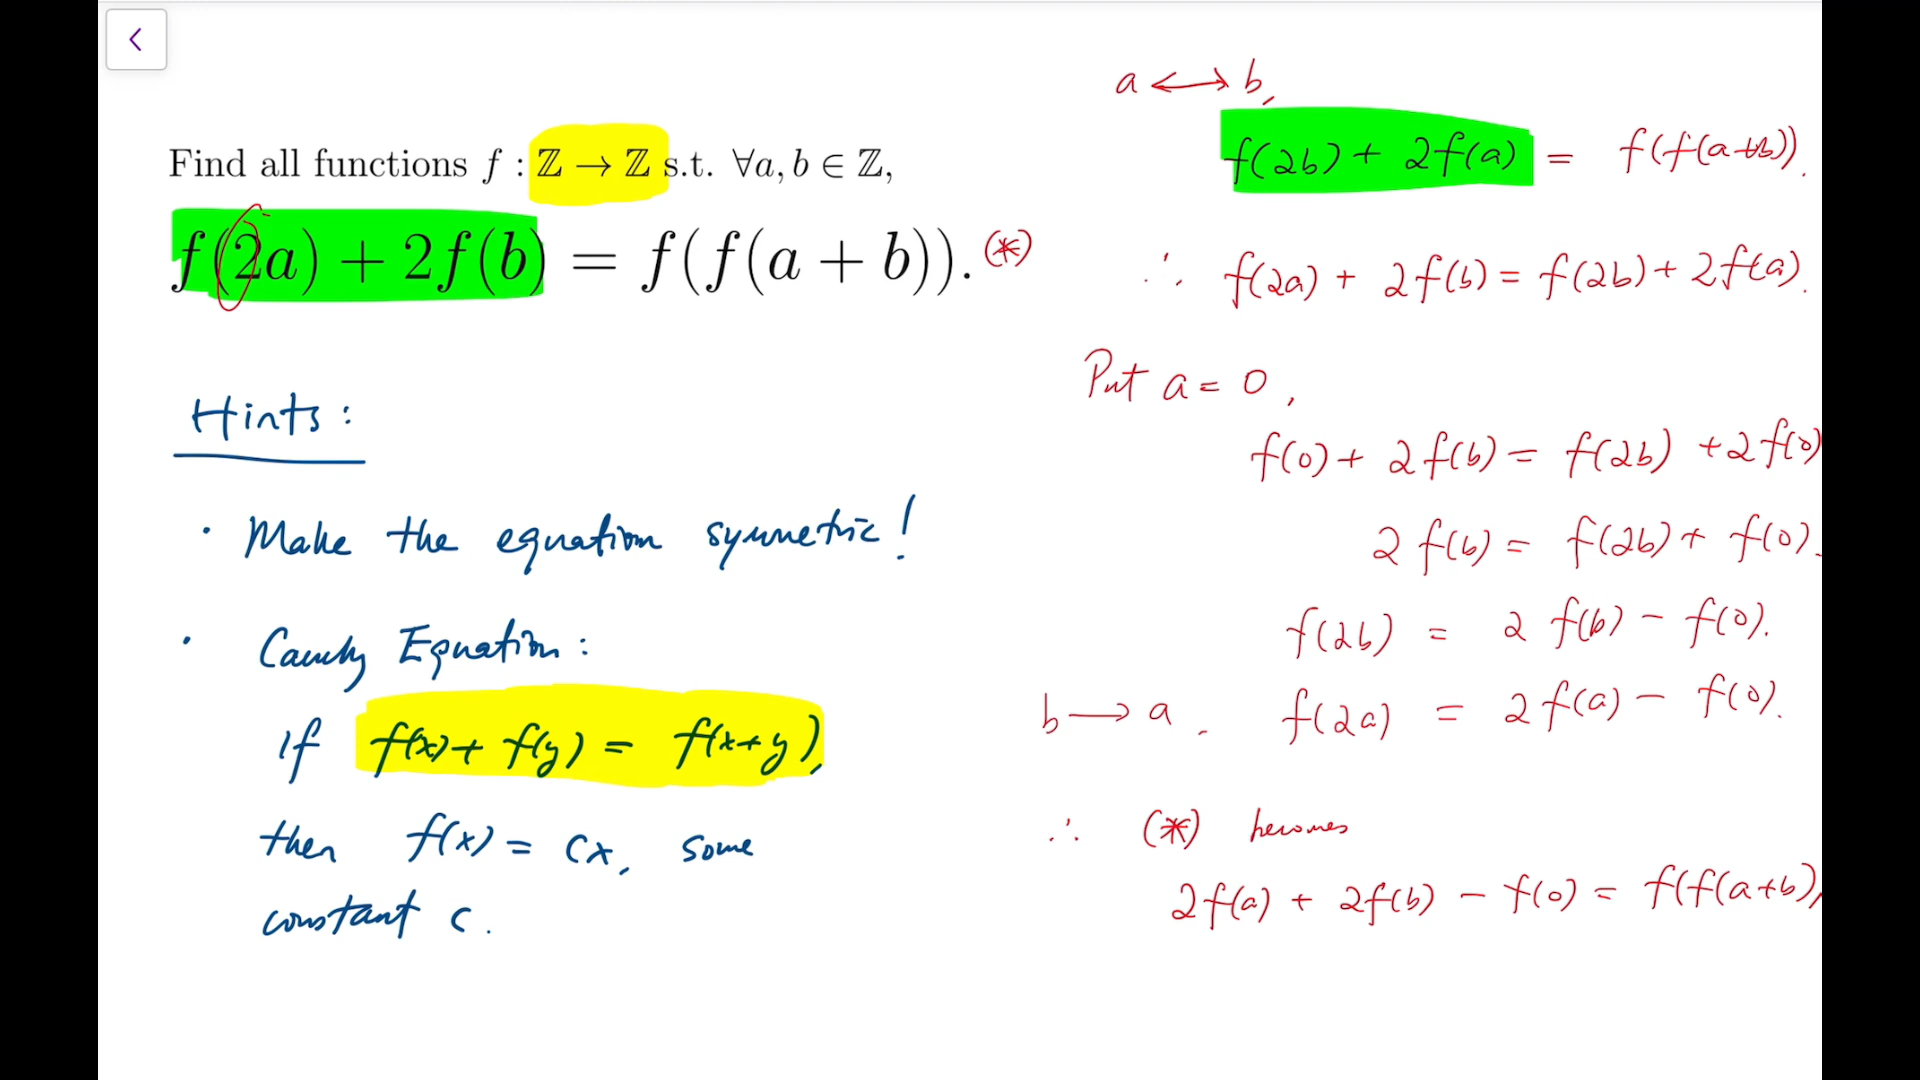 Find all functions f : ℤ → ℤ s.t. ∀a, b ∈ ℤ,
f(2a) + 2f(b) = f(f(a + b)). (*)
Hints :
· Make the equation symmetric !
· Cauchy Equation :
If f(x) + f(y) = f(x+y),
then f(x) = cx, some
constant c.
a ⟷ b,
f(2b) + 2f(a) = f(f(a+b)).
∴ f(2a) + 2f(b) = f(2b) + 2f(a).
Put a = 0,
f(0) + 2f(b) = f(2b) + 2f(0)
2f(b) = f(2b) + f(0).
f(2b) = 2f(b) − f(0).
b ⟶ a, f(2a) = 2f(a) − f(0).
∴ (*) becomes
2f(a) + 2f(b) − f(0) = f(f(a+b)